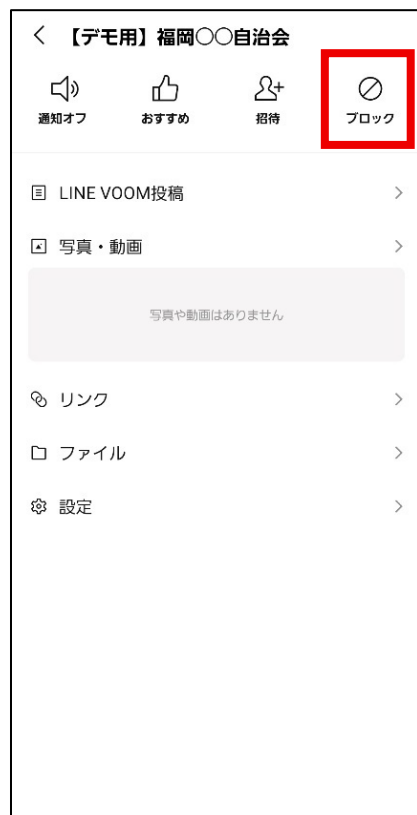 【デモ用】福岡○○自治会
通知オフ おすすめ 招待 ブロック
LINE VOOM投稿
写真・動画
写真や動画はありません
リンク
ファイル
設定